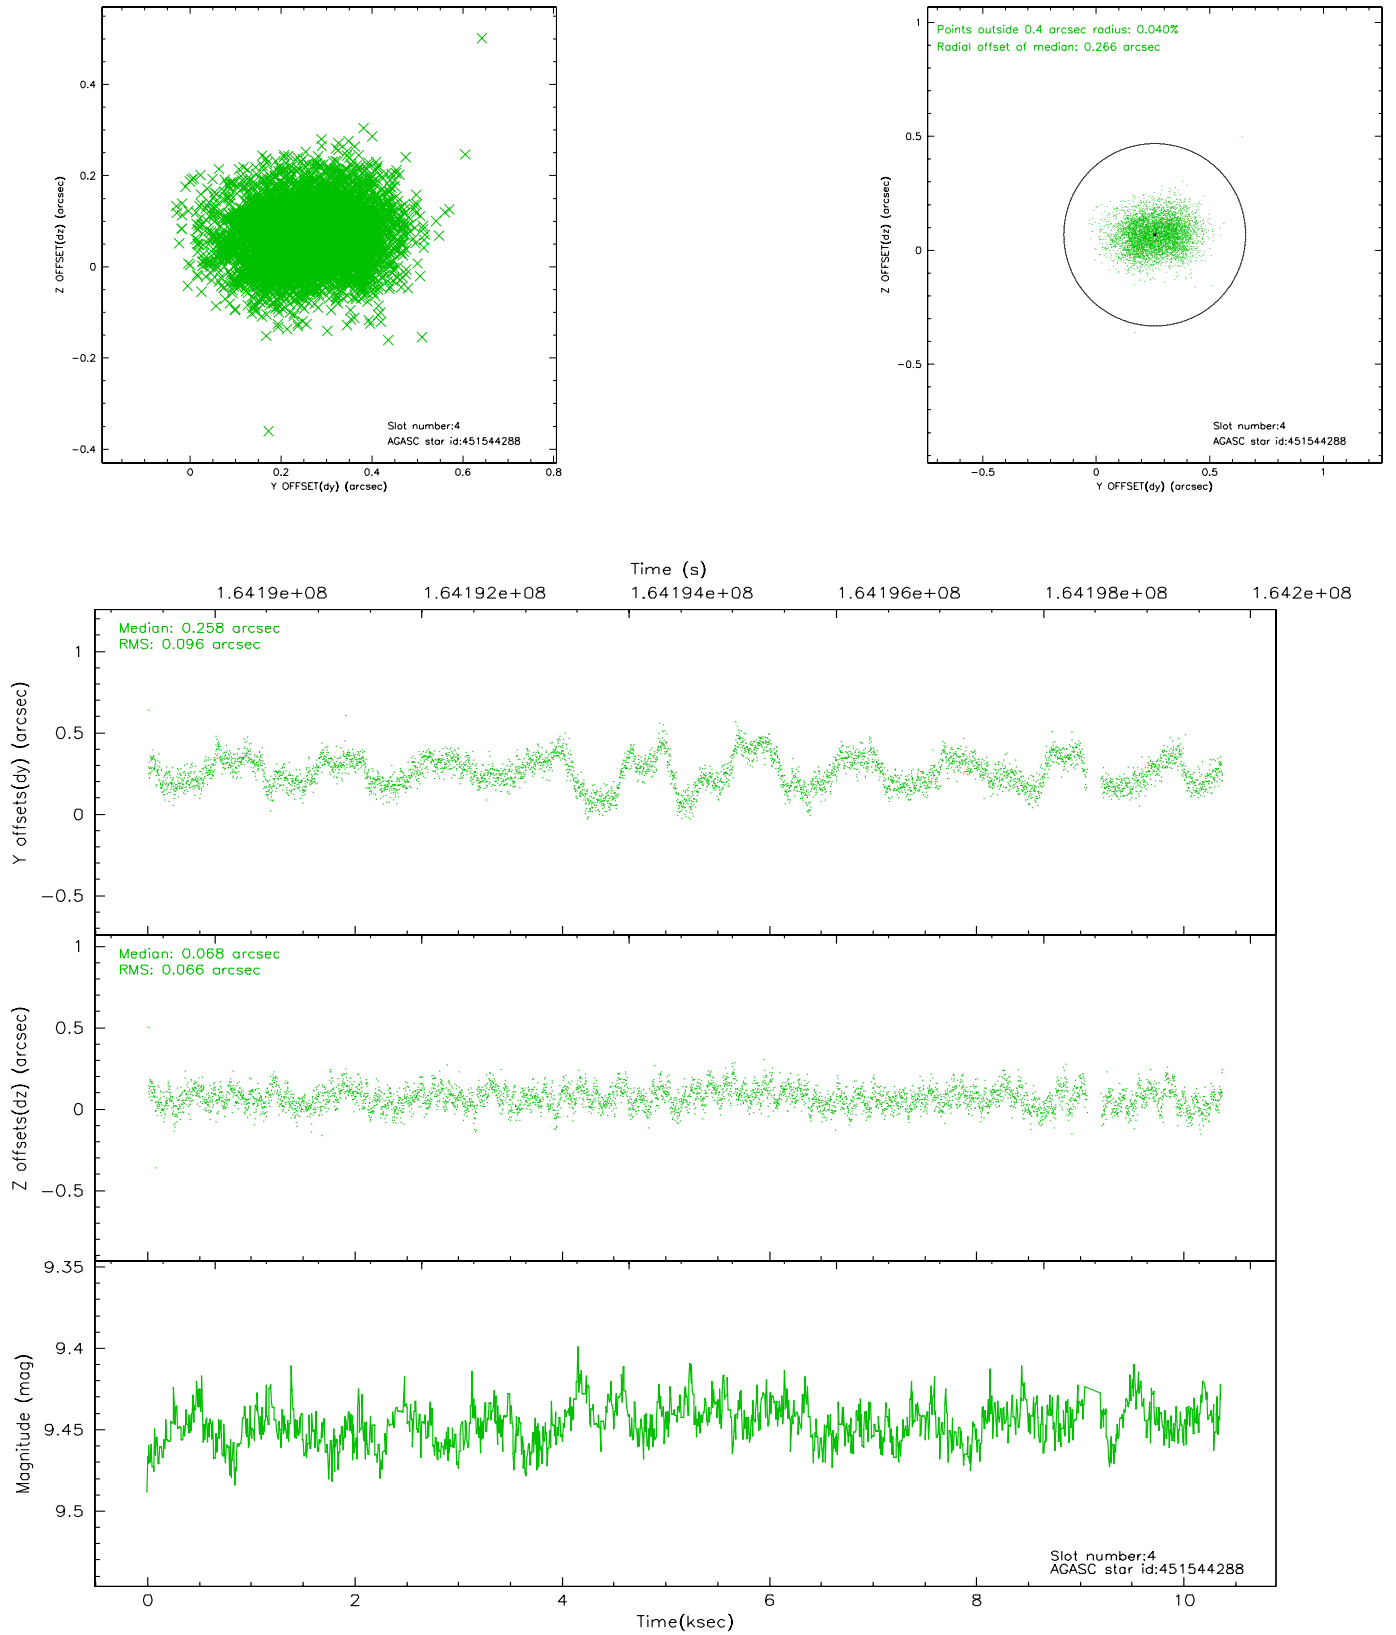 0.4
0.2
0
−0.2
−0.4
Z OFFSET(dz) (arcsec)
0
0.2
0.4
0.6
0.8
Y OFFSET(dy) (arcsec)
Slot number:4
AGASC star id:451544288
Points outside 0.4 arcsec radius: 0.040%
Radial offset of median: 0.266 arcsec
1
0.5
0
−0.5
Z OFFSET(dz) (arcsec)
−0.5
0
0.5
1
Y OFFSET(dy) (arcsec)
Slot number:4
AGASC star id:451544288
Time (s)
1.6419e+08
1.64192e+08
1.64194e+08
1.64196e+08
1.64198e+08
1.642e+08
Median: 0.258 arcsec
RMS: 0.096 arcsec
1
0.5
0
−0.5
Y offsets(dy) (arcsec)
Median: 0.068 arcsec
RMS: 0.066 arcsec
1
0.5
0
−0.5
Z offsets(dz) (arcsec)
9.35
9.4
9.45
9.5
Magnitude (mag)
Slot number:4
AGASC star id:451544288
0
2
4
6
8
10
Time(ksec)